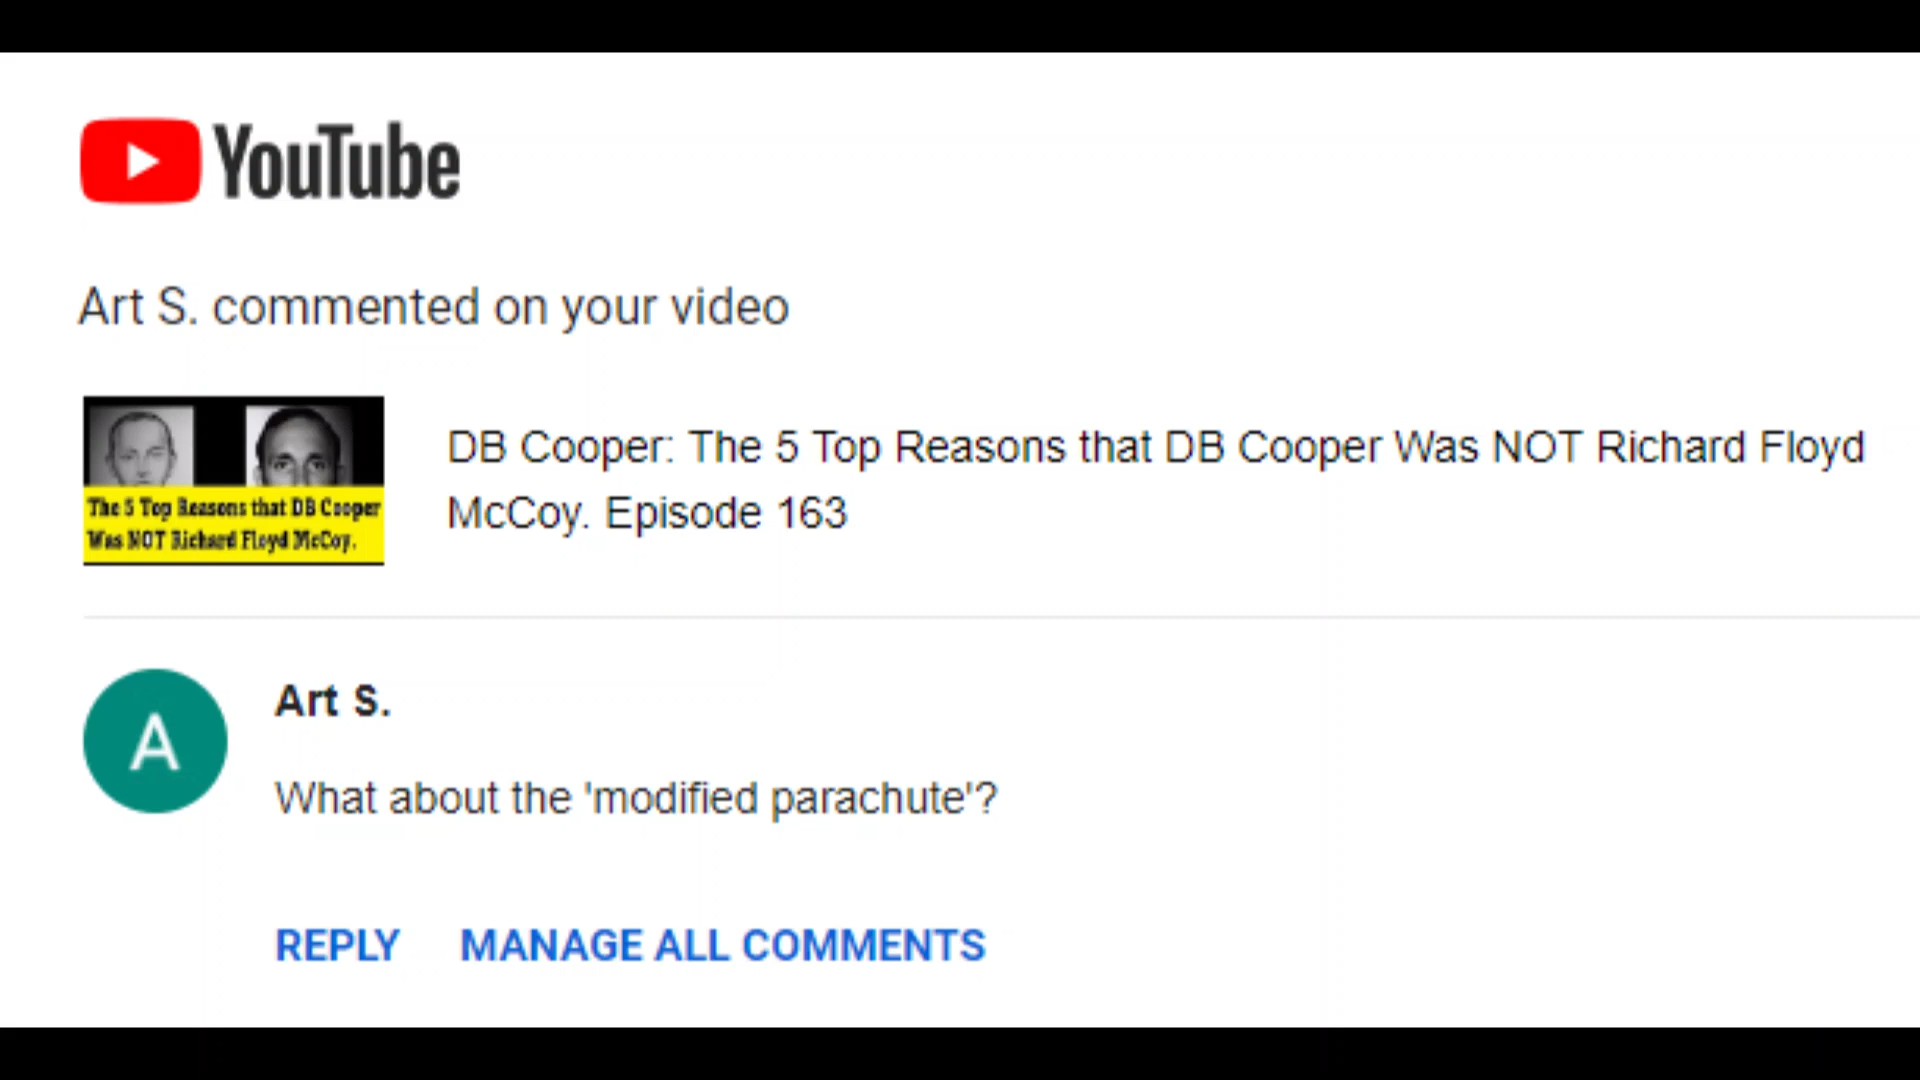 YouTube
Art S. commented on your video
The 5 Top Reasons that DB Cooper
Was NOT Richard Floyd McCoy.
DB Cooper: The 5 Top Reasons that DB Cooper Was NOT Richard Floyd
McCoy. Episode 163
A
Art S.
What about the 'modified parachute'?
REPLY MANAGE ALL COMMENTS